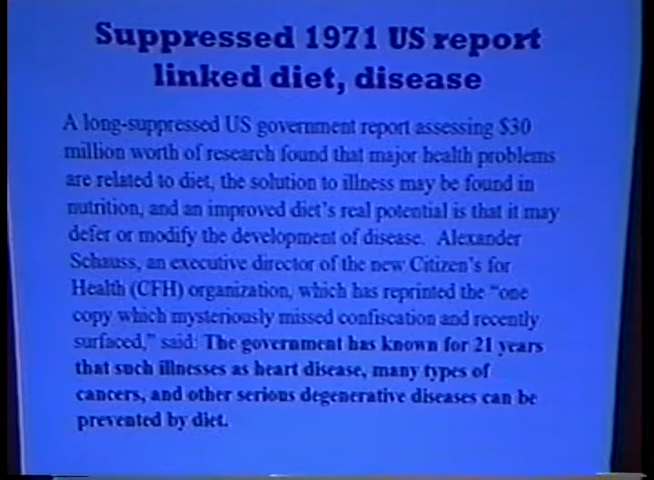 Suppressed 1971 US report
linked diet, disease
A long-suppressed US government report assessing $30
million worth of research found that major health problems
are related to diet, the solution to illness may be found in
nutrition, and an improved diet's real potential is that it may
defer or modify the development of disease. Alexander
Schauss, an executive director of the new Citizen's for
Health (CFH) organization, which has reprinted the "one
copy which mysteriously missed confiscation and recently
surfaced," said: The government has known for 21 years
that such illnesses as heart disease, many types of
cancers, and other serious degenerative diseases can be
prevented by diet.